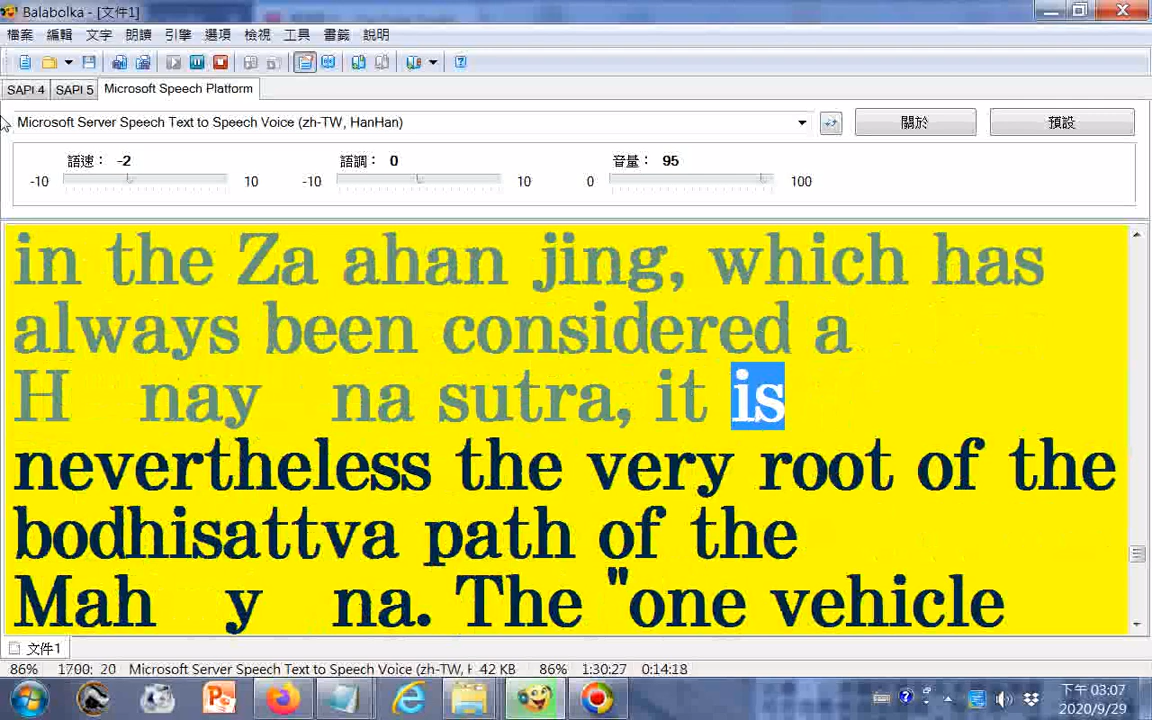 Balabolka - [文件1]
檔案 編輯 文字 朗讀 引擎 選項 檢視 工具 書籤 說明
SAPI 4 SAPI 5 Microsoft Speech Platform
Microsoft Server Speech Text to Speech Voice (zh-TW, HanHan) 關於 預設
語速： -2 語調： 0 音量： 95
-10 10 -10 10 0 100
in the Za ahan jing, which has
always been considered a
H nay na sutra, it is
nevertheless the very root of the
bodhisattva path of the
Mah y na. The "one vehicle
文件1
86% 1700: 20 Microsoft Server Speech Text to Speech Voice (zh-TW, H 42 KB 86% 1:30:27 0:14:18
下午 03:07
2020/9/29